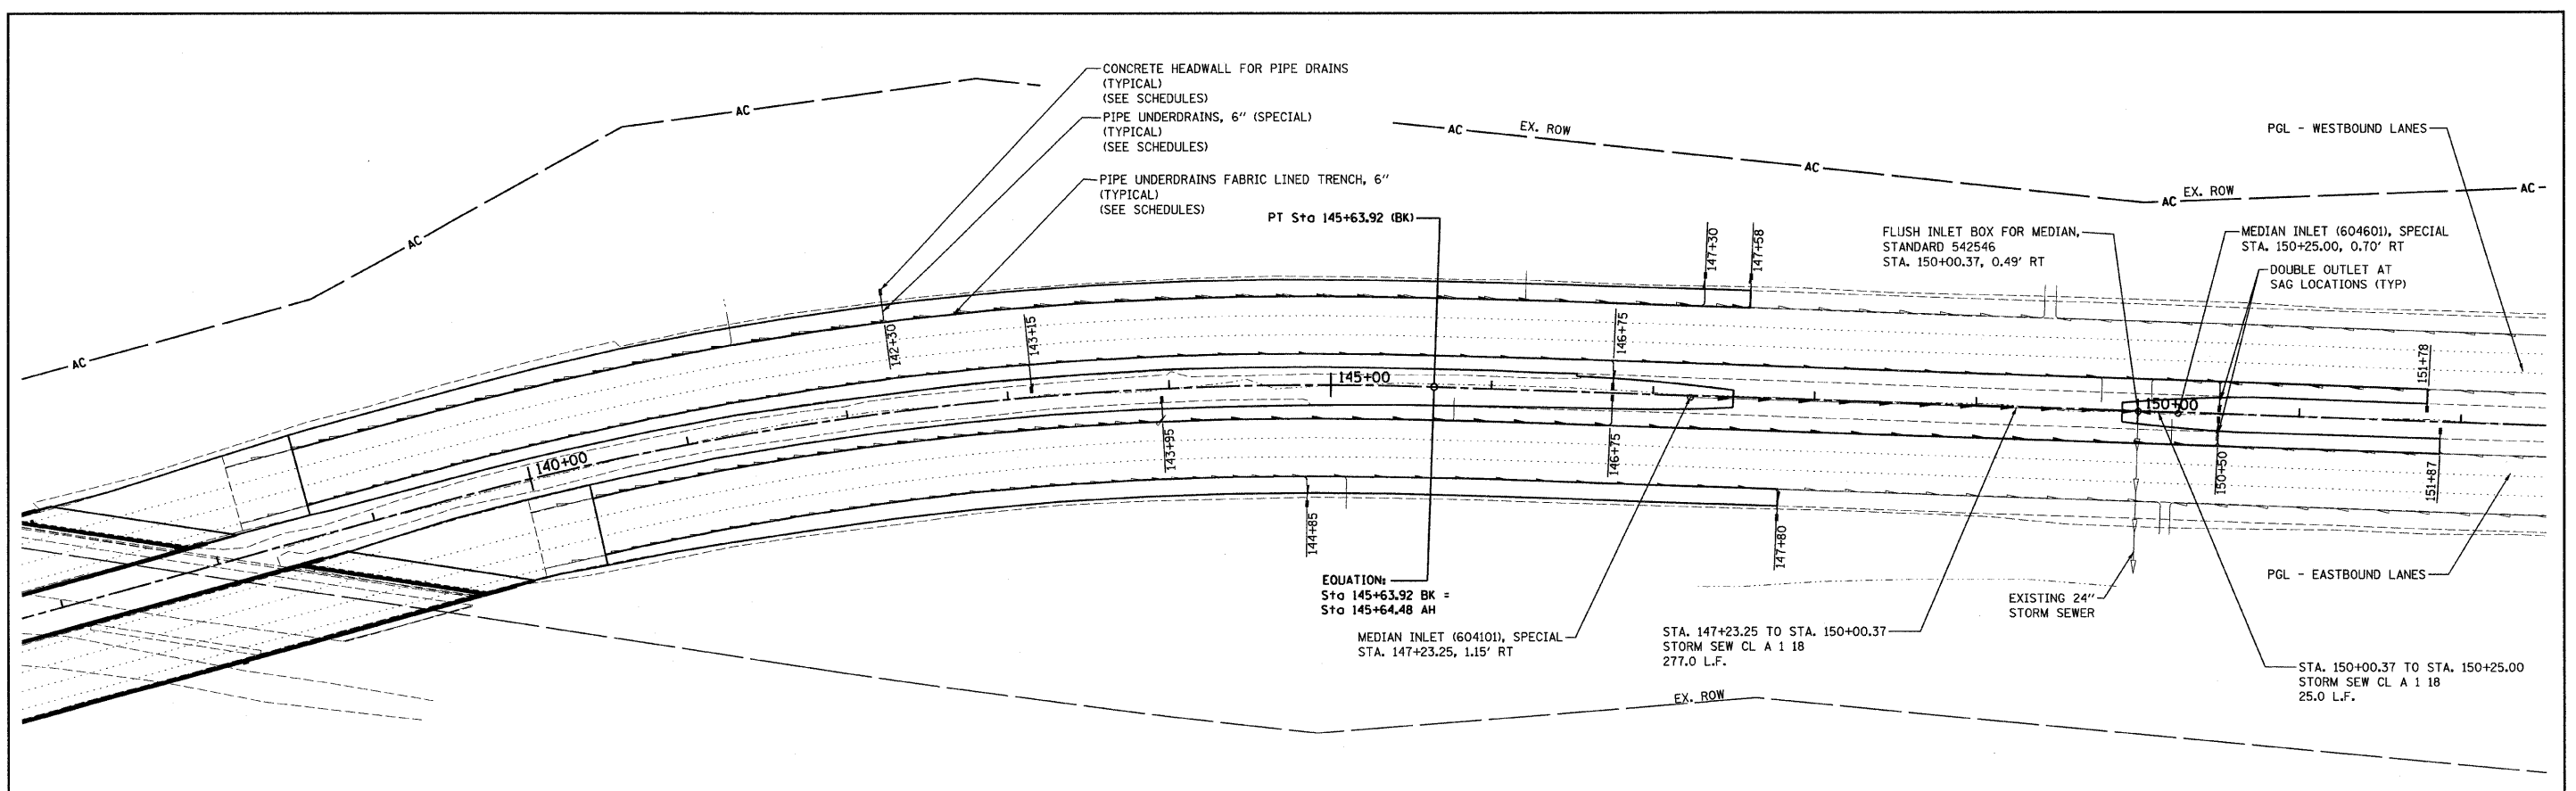 CONCRETE HEADWALL FOR PIPE DRAINS
(TYPICAL)
(SEE SCHEDULES)
PIPE UNDERDRAINS, 6" (SPECIAL)
(TYPICAL)
(SEE SCHEDULES)
PIPE UNDERDRAINS FABRIC LINED TRENCH, 6"
(TYPICAL)
(SEE SCHEDULES)
PT Sta 145+63.92 (BK)
AC
AC
AC
AC
EX. ROW
AC
AC
EX. ROW
AC
PGL - WESTBOUND LANES
FLUSH INLET BOX FOR MEDIAN,
STANDARD 542546
STA. 150+00.37, 0.49' RT
MEDIAN INLET (604601), SPECIAL
STA. 150+25.00, 0.70' RT
DOUBLE OUTLET AT
SAG LOCATIONS (TYP)
147+30
147+58
142+30
143+15
146+75
151+78
140+00
145+00
150+00
143+95
146+75
150+50
151+87
144+85
147+80
EQUATION:
Sta 145+63.92 BK =
Sta 145+64.48 AH
MEDIAN INLET (604101), SPECIAL
STA. 147+23.25, 1.15' RT
STA. 147+23.25 TO STA. 150+00.37
STORM SEW CL A 1 18
277.0 L.F.
EXISTING 24"
STORM SEWER
PGL - EASTBOUND LANES
STA. 150+00.37 TO STA. 150+25.00
STORM SEW CL A 1 18
25.0 L.F.
EX. ROW